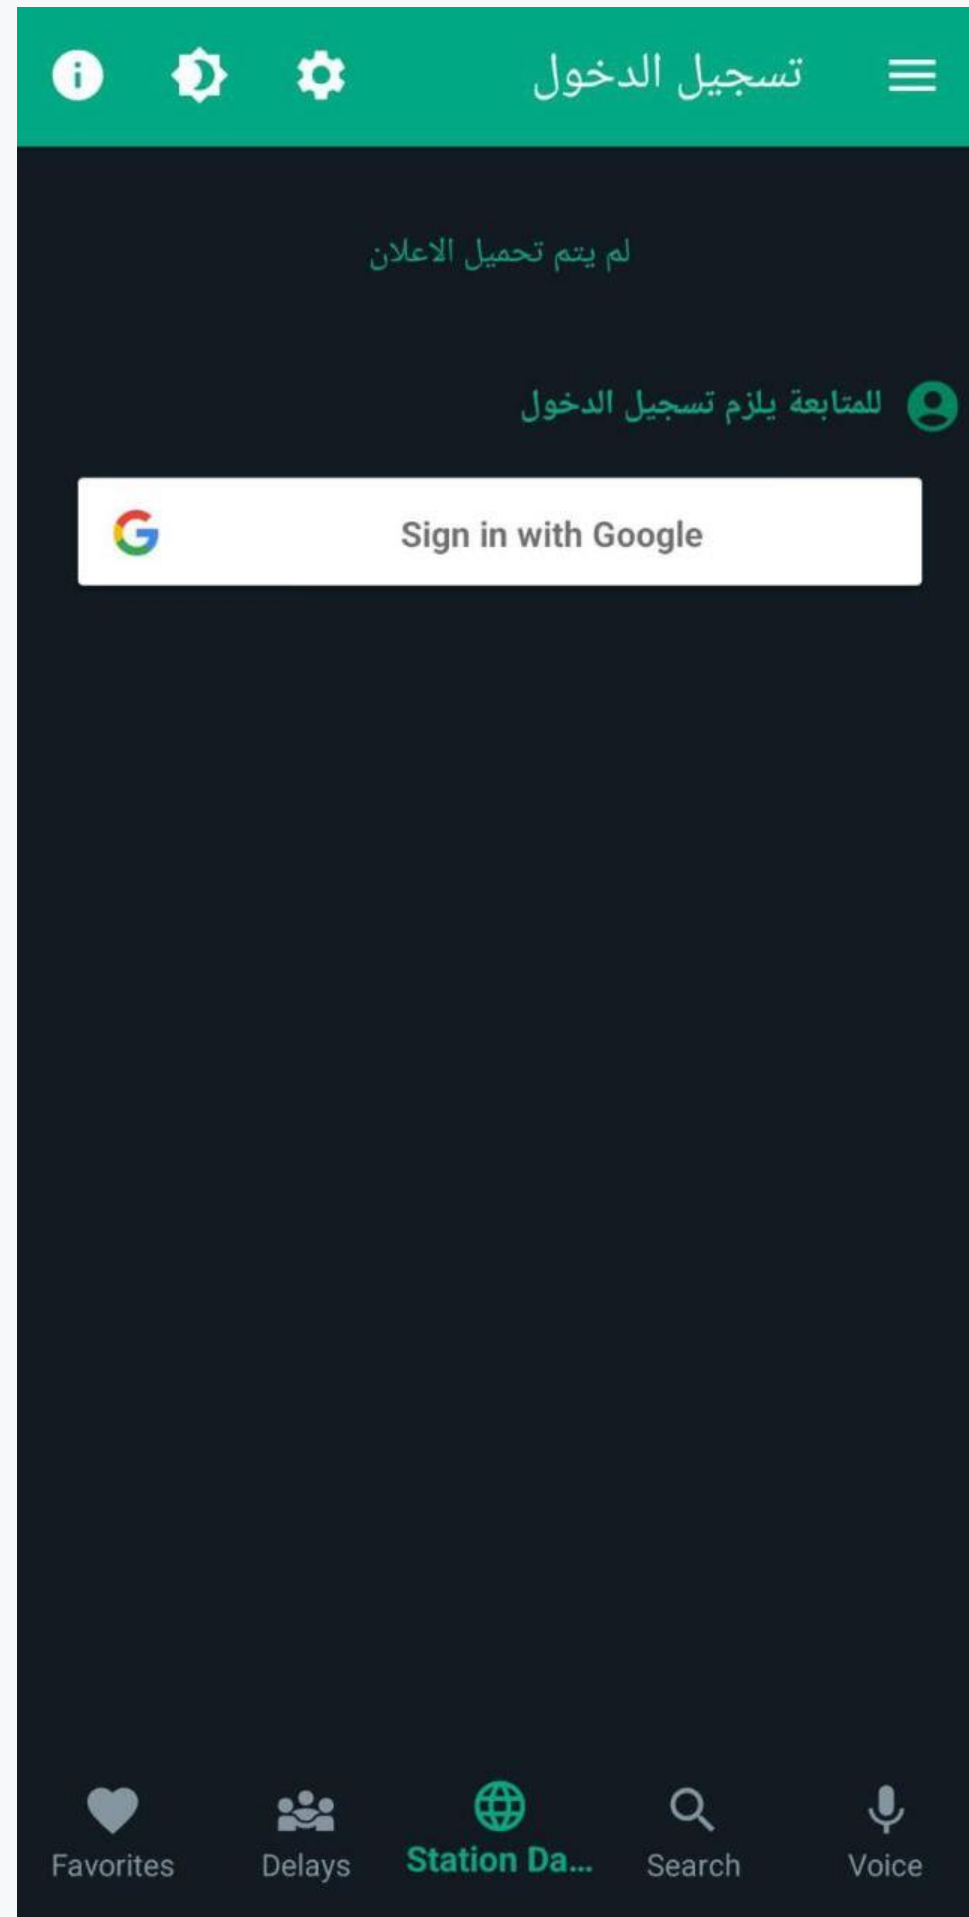 تسجيل الدخول
لم يتم تحميل الاعلان
للمتابعة يلزم تسجيل الدخول
Sign in with Google
Voice
Search
Station Da...
Delays
Favorites